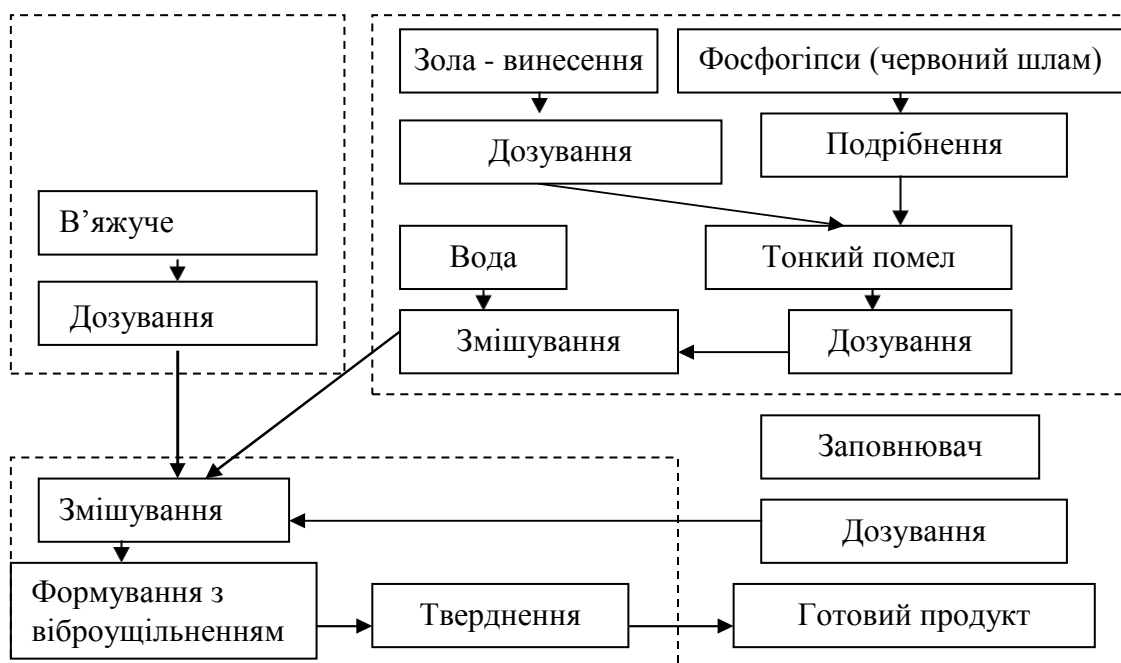 Зола - винесення
Фосфогіпси (червоний шлам)
Дозування
Подрібнення
В’яжуче
Вода
Тонкий помел
Дозування
Змішування
Дозування
Заповнювач
Змішування
Дозування
Формування з
віброущільненням
Тверднення
Готовий продукт